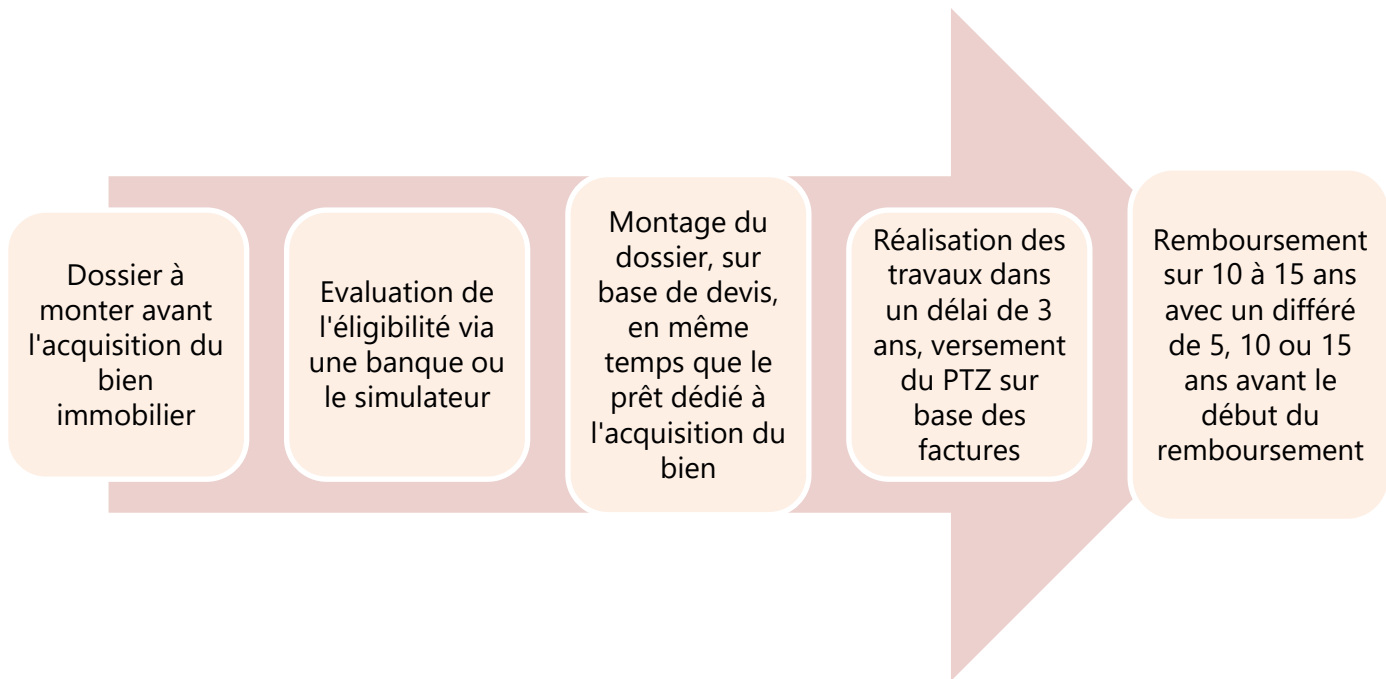 Dossier à
monter avant
l'acquisition du
bien
immobilier
Evaluation de
l'éligibilité via
une banque ou
le simulateur
Montage du
dossier, sur
base de devis,
en même
temps que le
prêt dédié à
l'acquisition du
bien
Réalisation des
travaux dans
un délai de 3
ans, versement
du PTZ sur
base des
factures
Remboursement
sur 10 à 15 ans
avec un différé
de 5, 10 ou 15
ans avant le
début du
remboursement